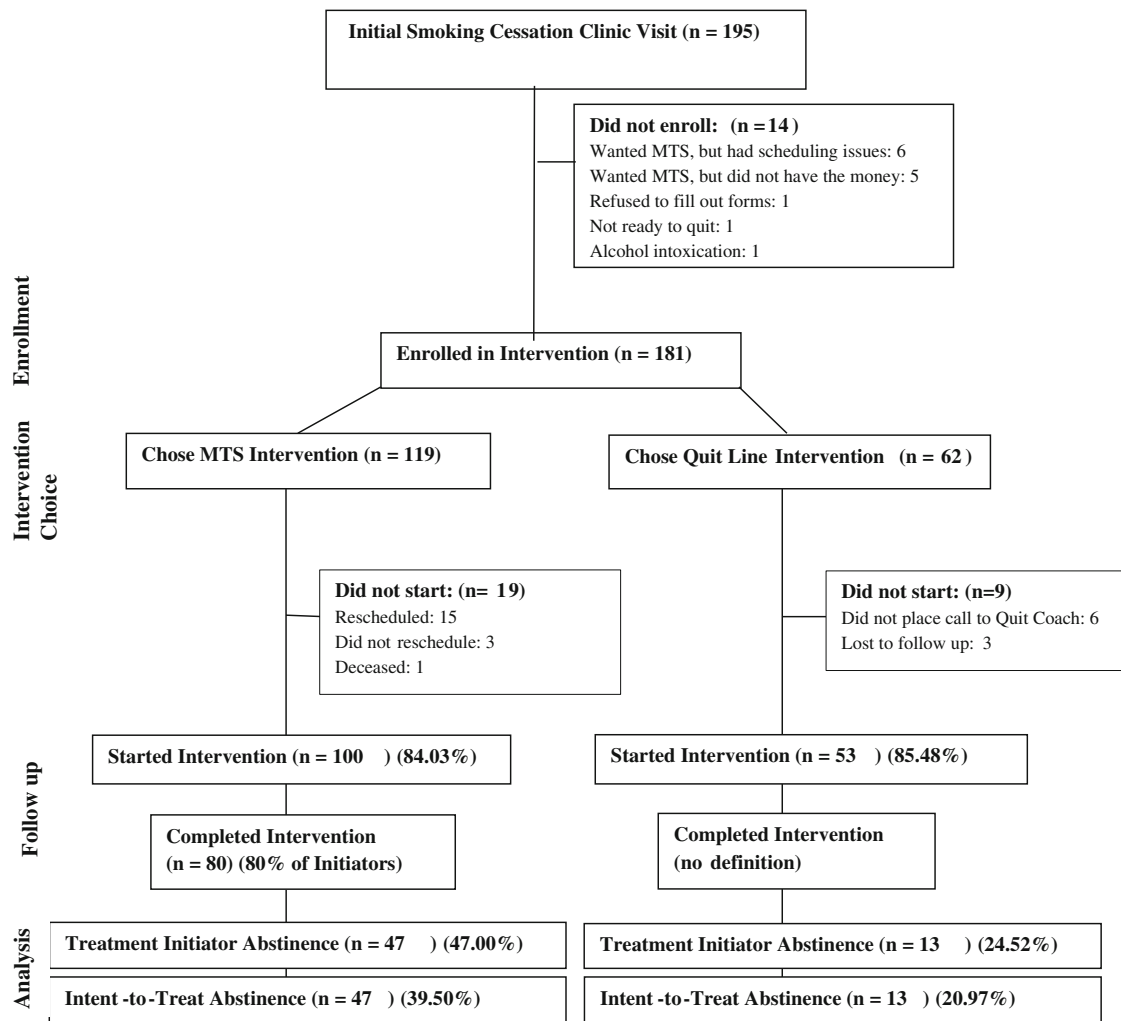 Initial Smoking Cessation Clinic Visit (n = 195)
Did not enroll: (n = 14)
Wanted MTS, but had scheduling issues: 6
Wanted MTS, but did not have the money: 5
Refused to fill out forms: 1
Not ready to quit: 1
Alcohol intoxication: 1
Enrollment
Enrolled in Intervention (n = 181)
Intervention
Choice
Chose MTS Intervention (n = 119)
Chose Quit Line Intervention (n = 62)
Did not start: (n= 19)
Rescheduled: 15
Did not reschedule: 3
Deceased: 1
Did not start: (n=9)
Did not place call to Quit Coach: 6
Lost to follow up: 3
Follow up
Started Intervention (n = 100 ) (84.03%)
Started Intervention (n = 53 ) (85.48%)
Completed Intervention
(n = 80) (80% of Initiators)
Completed Intervention
(no definition)
Analysis
Treatment Initiator Abstinence (n = 47 ) (47.00%)
Treatment Initiator Abstinence (n = 13 ) (24.52%)
Intent -to-Treat Abstinence (n = 47 ) (39.50%)
Intent -to-Treat Abstinence (n = 13 ) (20.97%)